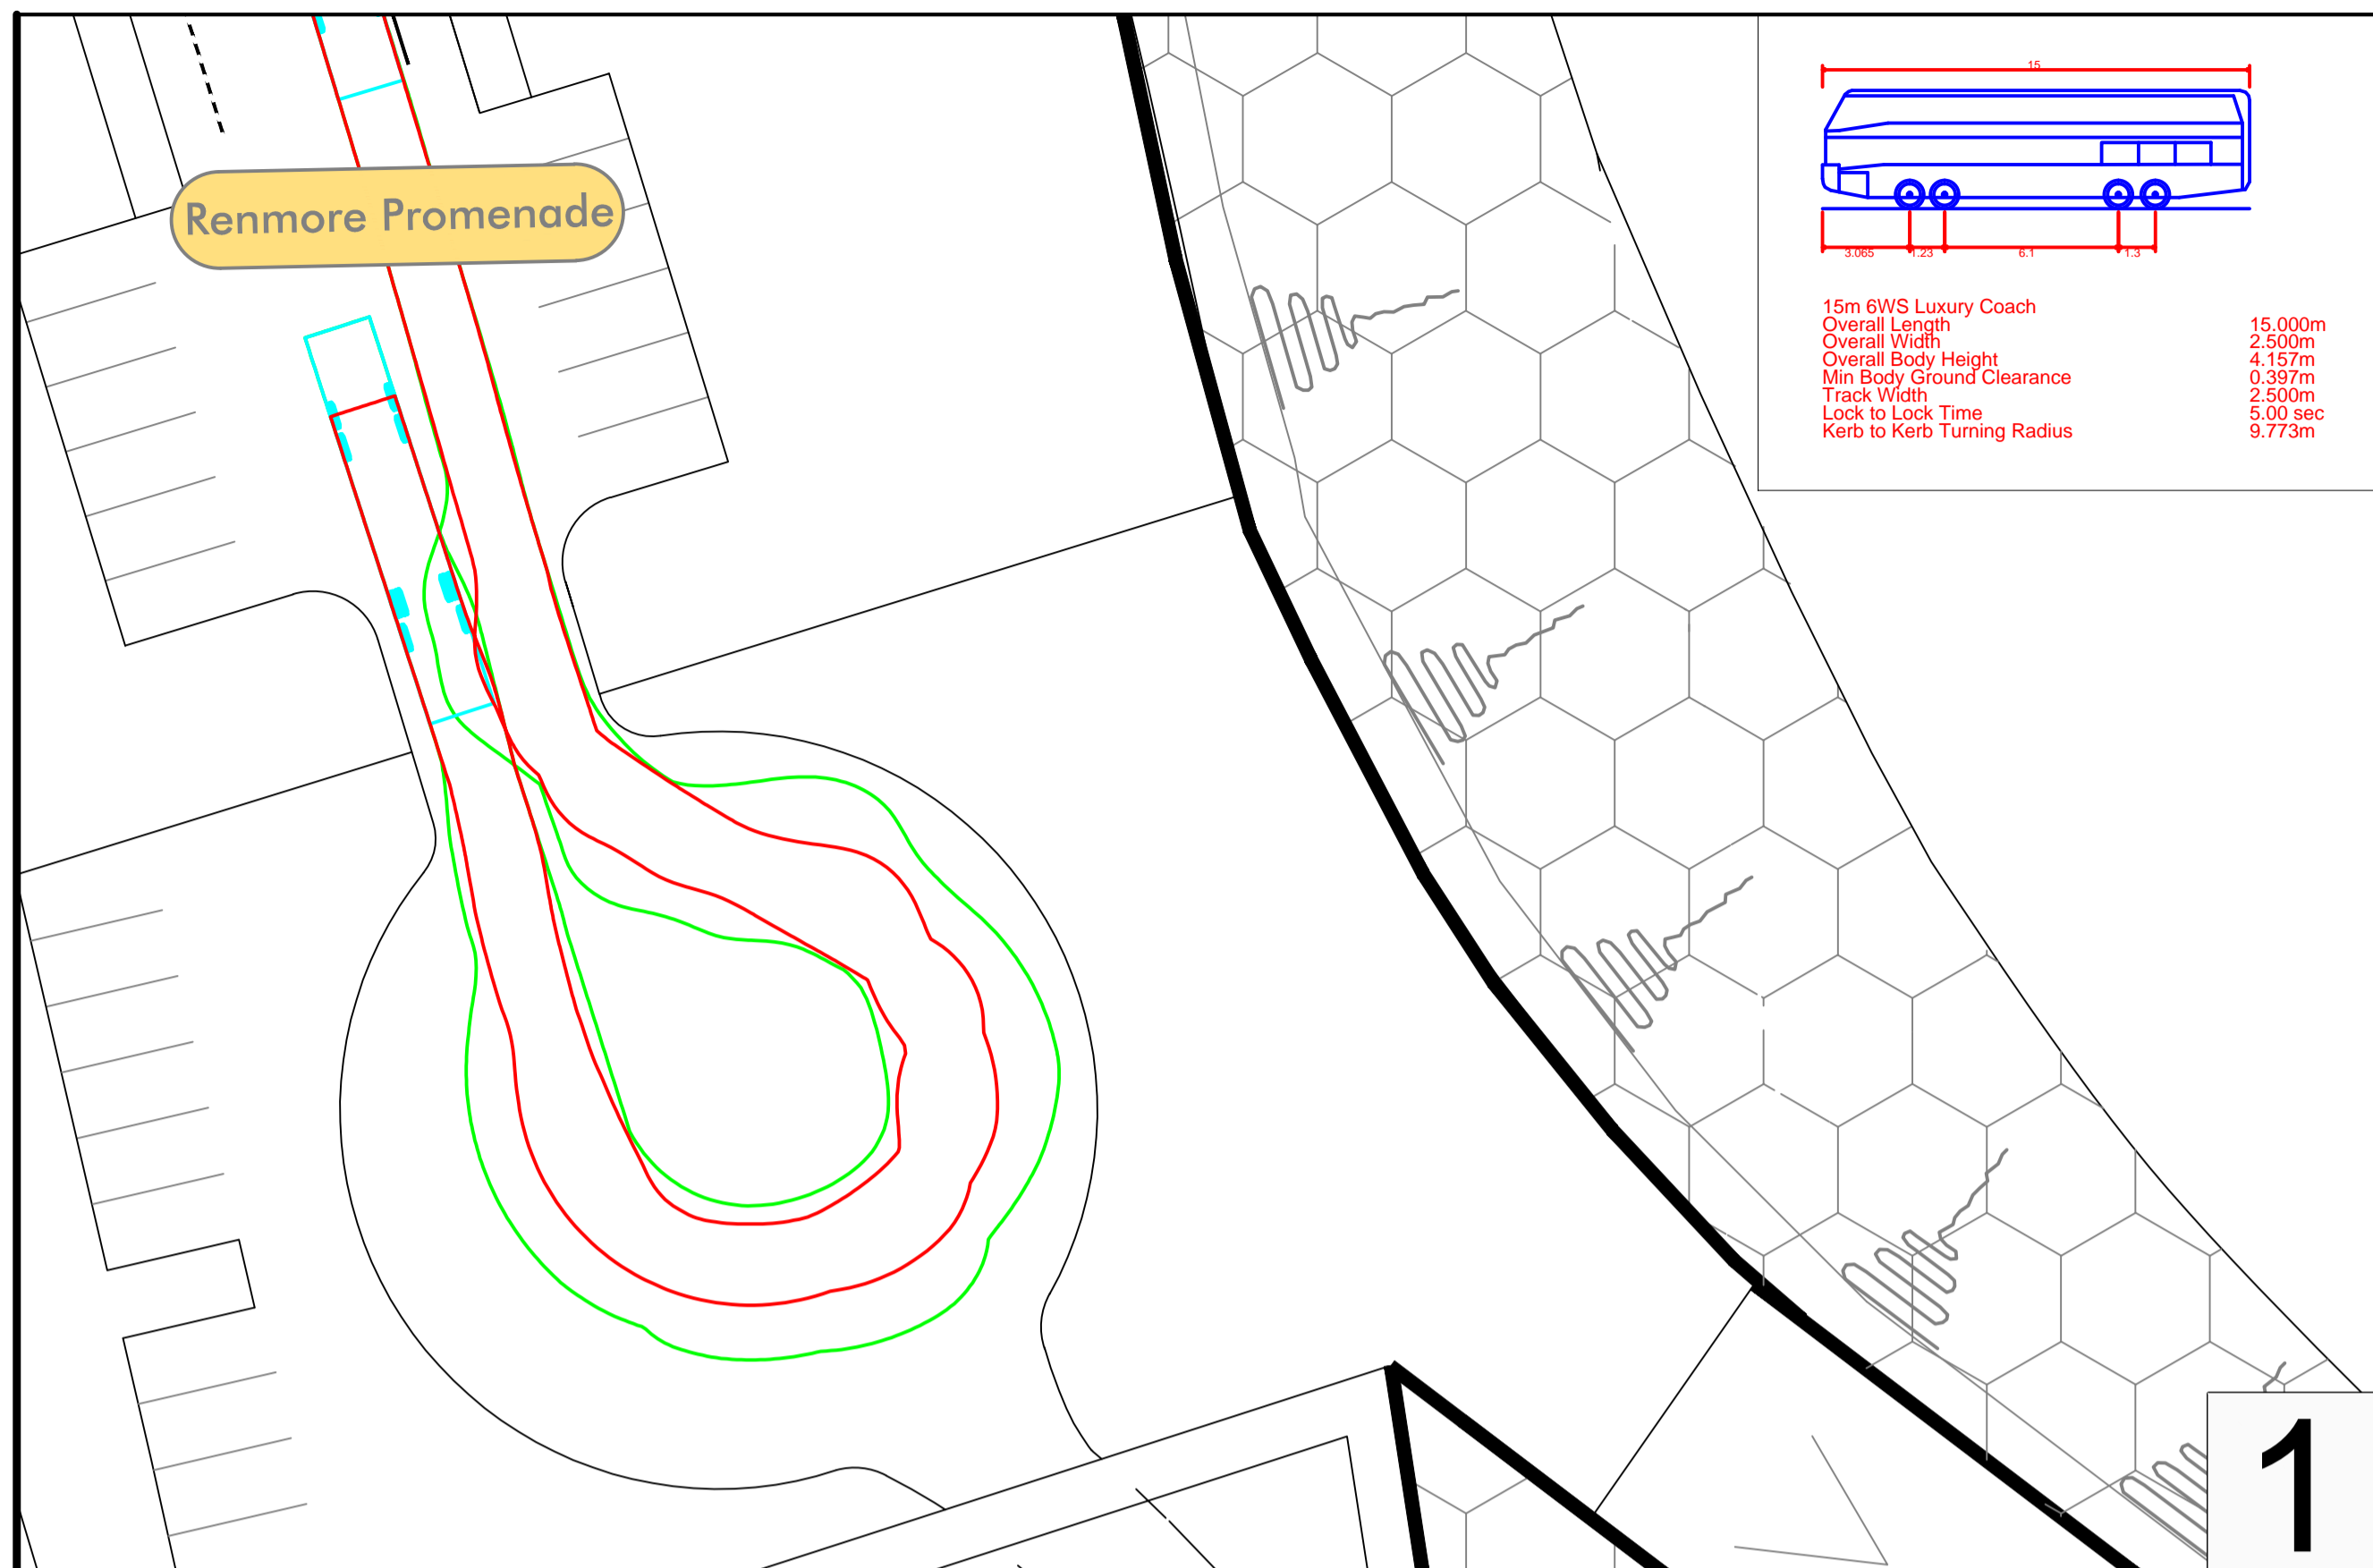 Renmore Promenade
15
3.065 1.23 6.1 1.3
15m 6WS Luxury Coach
Overall Length 15.000m
Overall Width 2.500m
Overall Body Height 4.157m
Min Body Ground Clearance 0.397m
Track Width 2.500m
Lock to Lock Time 5.00 sec
Kerb to Kerb Turning Radius 9.773m
1